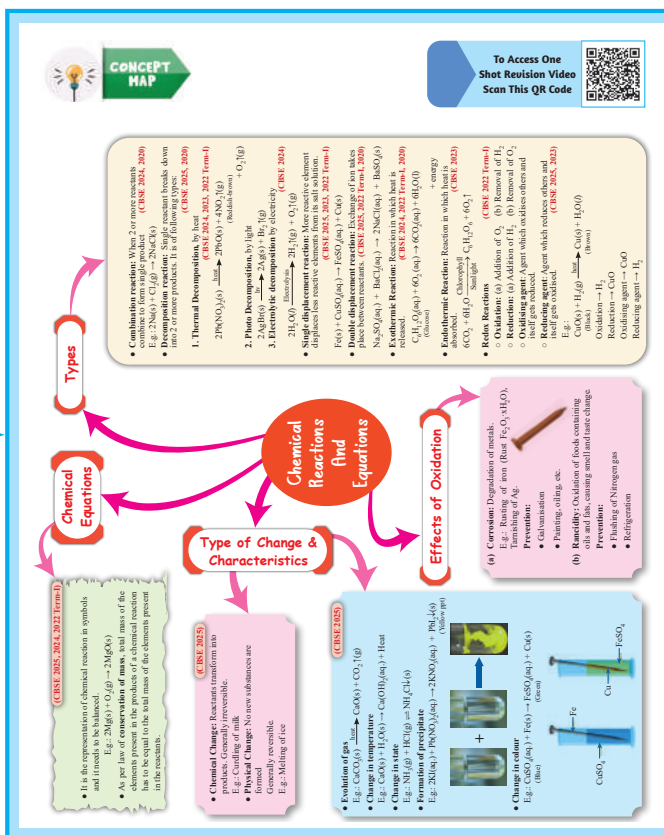 CONCEPT
MAP
To Access One
Shot Revision Video
Scan This QR Code
Chemical
Reactions
And
Equations
Types
• Combination reaction: When 2 or more reactants
combine to form single product (CBSE 2024, 2020)
E.g.: 2Na(s) + Cl₂(g) → 2NaCl(s)
• Decomposition reaction: Single reactant breaks down
into 2 or more products. It is of following types:
(CBSE 2025, 2020)
1. Thermal Decomposition, by heat
(CBSE 2024, 2023, 2022 Term-I)
2Pb(NO₃)₂(s) —heat→ 2PbO(s) + 4NO₂↑(g) + O₂↑(g)
(Reddish-brown)
2. Photo Decomposition, by light
2AgBr(s) —hv→ 2Ag(s) + Br₂↑(g)
3. Electrolytic decomposition by electricity
(CBSE 2024)
2H₂O(l) —Electrolysis→ 2H₂↑(g) + O₂↑(g)
• Single displacement reaction: More reactive element
displaces less reactive elements from its salt solution.
(CBSE 2025, 2023, 2022 Term-I)
Fe(s) + CuSO₄(aq.) → FeSO₄(aq.) + Cu(s)
• Double displacement reaction: Exchange of ion takes
place between reactants. (CBSE 2025, 2022 Term-I, 2020)
Na₂SO₄(aq.) + BaCl₂(aq.) → 2NaCl(aq.) + BaSO₄(s)
• Exothermic Reaction: Reaction in which heat is
released. (CBSE 2024, 2022 Term-I, 2020)
C₆H₁₂O₆(aq.) + 6O₂ (aq.) → 6CO₂(aq.) + 6H₂O(l)
(Glucose) + energy
• Endothermic Reaction: Reaction in which heat is
absorbed. (CBSE 2023)
6CO₂ + 6H₂O —Chlorophyll/Sunlight→ C₆H₁₂O₆ + 6O₂↑
• Redox Reactions (CBSE 2022 Term-I)
○ Oxidation: (a) Addition of O₂ (b) Removal of H₂
○ Reduction: (a) Addition of H₂ (b) Removal of O₂
○ Oxidising agent: Agent which oxidises others and
itself gets reduced.
○ Reducing agent: Agent which reduces others and
itself gets oxidised. (CBSE 2025, 2023)
E.g.:
CuO(s) + H₂(g) —heat→ Cu(s) + H₂O(l)
(Black) (Brown)
Oxidation → H₂
Reduction → CuO
Oxidising agent → CuO
Reducing agent → H₂
Chemical
Equations
(CBSE 2025, 2024, 2022 Term-I)
• It is the representation of chemical reaction in symbols
and it needs to be balanced.
E.g.: 2Mg(s) + O₂(g) → 2MgO(s)
• As per law of conservation of mass, total mass of the
elements present in the products of a chemical reaction
has to be equal to the total mass of the elements present
in the reactants.
Type of Change &
Characteristics
(CBSE 2025)
• Chemical Change: Reactants transform into
products. Generally irreversible.
E.g.: Curdling of milk
• Physical Change: No new substances are
formed
Generally reversible.
E.g.: Melting of ice
(CBSE 2025)
• Evolution of gas
E.g.: CaCO₃(s) —heat→ CaO(s) + CO₂↑(g)
• Change in temperature
E.g.: CaO(s) + H₂O(s) → Ca(OH)₂(aq.) + Heat
• Change in state
E.g.: NH₃(g) + HCl(g) ⇌ NH₄Cl↓(s)
• Formation of precipitate
E.g.: 2KI(aq.) + Pb(NO₃)₂(aq.) → 2KNO₃(aq.) + PbI₂↓(s)
(Yellow ppt)
+
• Change in colour
E.g.: CuSO₄(aq.) + Fe(s) → FeSO₄(aq.) + Cu(s)
(Blue) (Green)
Fe
CuSO₄
Cu
FeSO₄
Effects of Oxidation
(a) Corrosion: Degradation of metals.
E.g.: Rusting of iron (Rust Fe₂O₃.xH₂O),
Tarnishing of Ag.
Prevention:
• Galvanisation
• Painting, oiling, etc.
(b) Rancidity: Oxidation of foods containing
oils and fats, causing smell and taste change.
Prevention:
• Flushing of Nitrogen gas
• Refrigeration